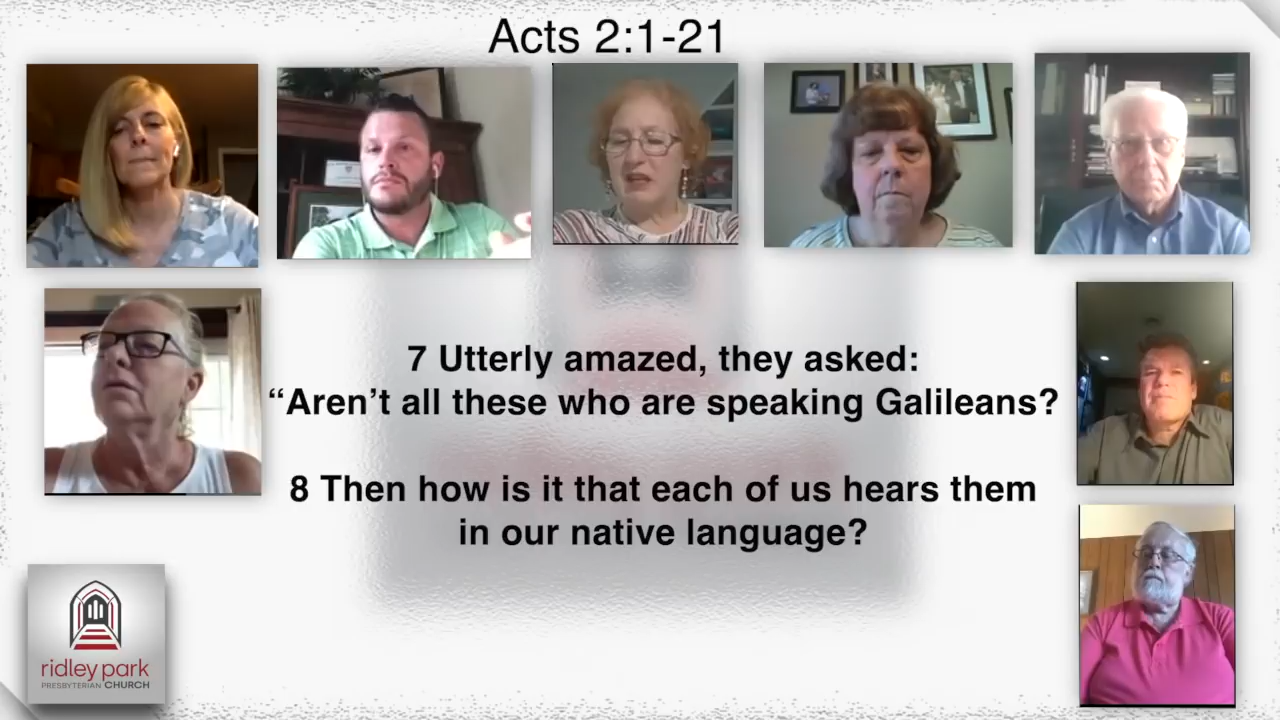 Acts 2:1-21
7 Utterly amazed, they asked:
“Aren’t all these who are speaking Galileans?
8 Then how is it that each of us hears them
in our native language?
ridley park
PRESBYTERIAN CHURCH